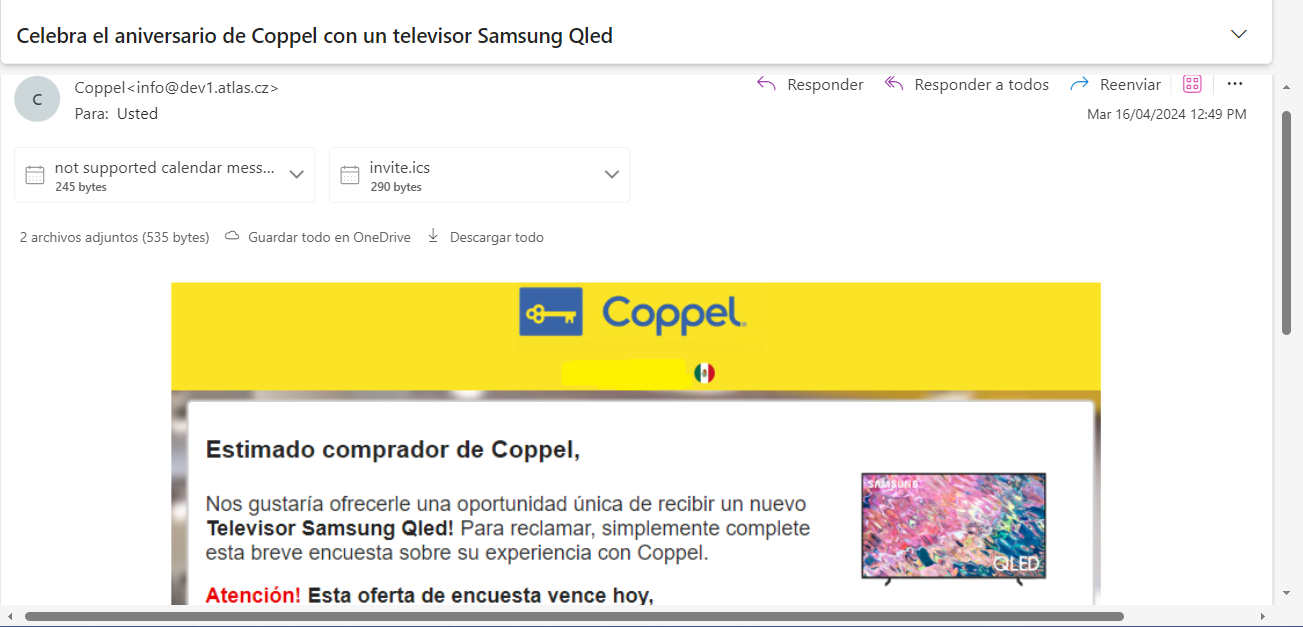 Celebra el aniversario de Coppel con un televisor Samsung Qled
C
Coppel<info@dev1.atlas.cz>
Para: Usted
Responder
Responder a todos
Reenviar
Mar 16/04/2024 12:49 PM
not supported calendar mess...
245 bytes
invite.ics
290 bytes
2 archivos adjuntos (535 bytes)
Guardar todo en OneDrive
Descargar todo
Coppel.
Estimado comprador de Coppel,
Nos gustaría ofrecerle una oportunidad única de recibir un nuevo
Televisor Samsung Qled! Para reclamar, simplemente complete
esta breve encuesta sobre su experiencia con Coppel.
SAMSUNG
QLED
Atención! Esta oferta de encuesta vence hoy,